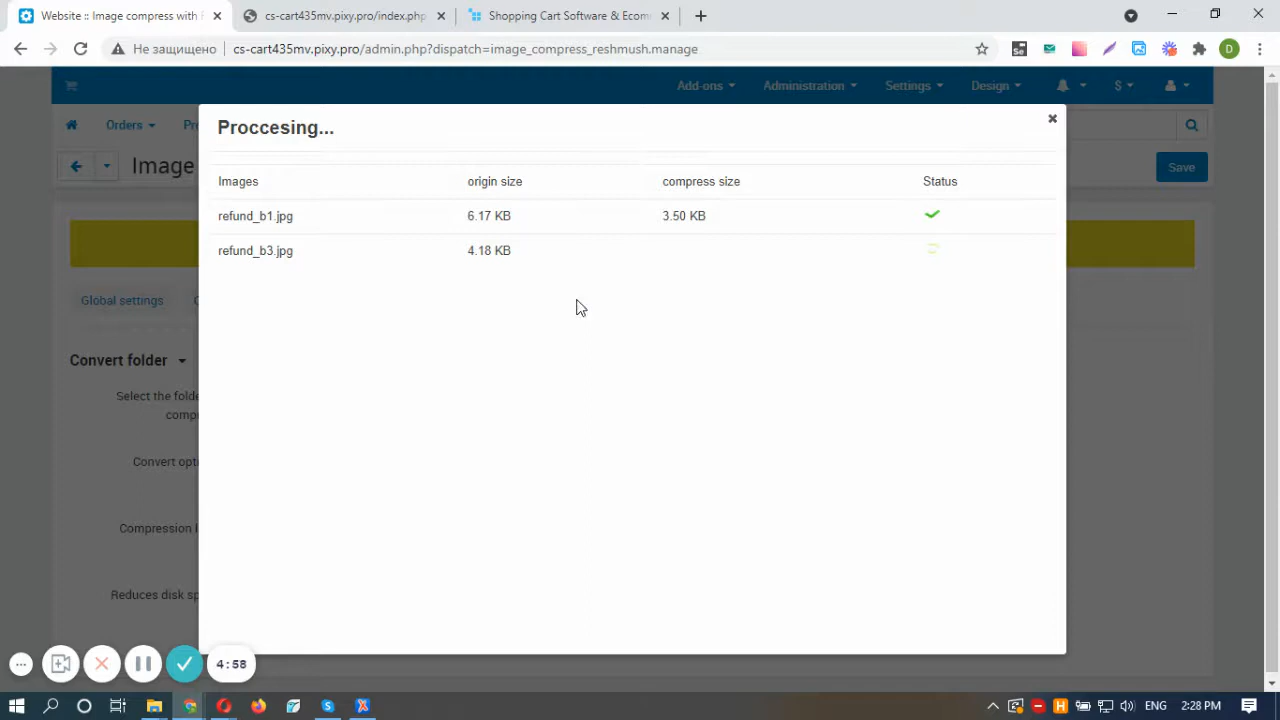 Website :: Image compress with
cs-cart435mv.pixy.pro/index.php
Shopping Cart Software & Ecom
Не защищено
cs-cart435mv.pixy.pro/admin.php?dispatch=image_compress_reshmush.manage
Se
D
Add-ons
Administration
Settings
Design
$
Orders
Image
Save
Proccesing...
Images origin size compress size Status
refund_b1.jpg 6.17 KB 3.50 KB
refund_b3.jpg 4.18 KB
Global settings
Convert folder
Select the folde
comp
Convert opti
Compression l
Reduces disk sp
4:58
ENG
2:28 PM